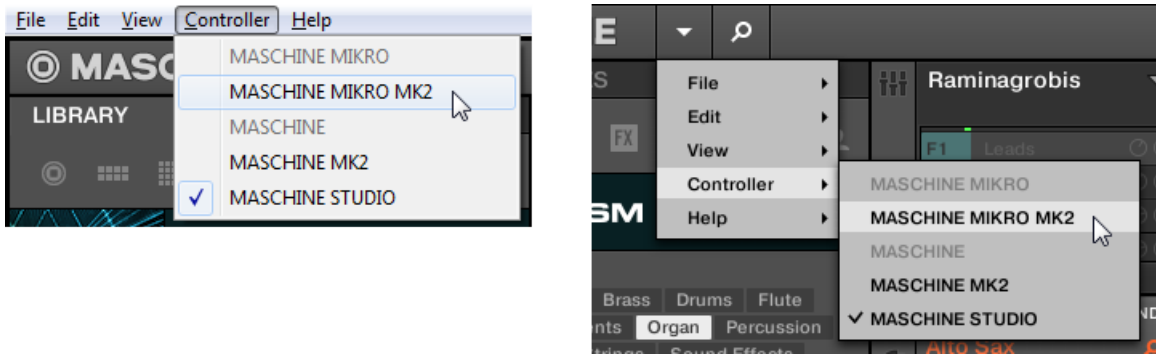 File Edit View Controller Help
MASC
MASCHINE MIKRO
MASCHINE MIKRO MK2
LIBRARY
MASCHINE
MASCHINE MK2
MASCHINE STUDIO
E
S
File
Raminagrobis
Edit
FX
View
F1 Leads
Controller
MASCHINE MIKRO
SM
Help
MASCHINE MIKRO MK2
MASCHINE
MASCHINE MK2
Brass Drums Flute
MASCHINE STUDIO
ents Organ Percussion
ND
trings Sound Effects
Alto Sax